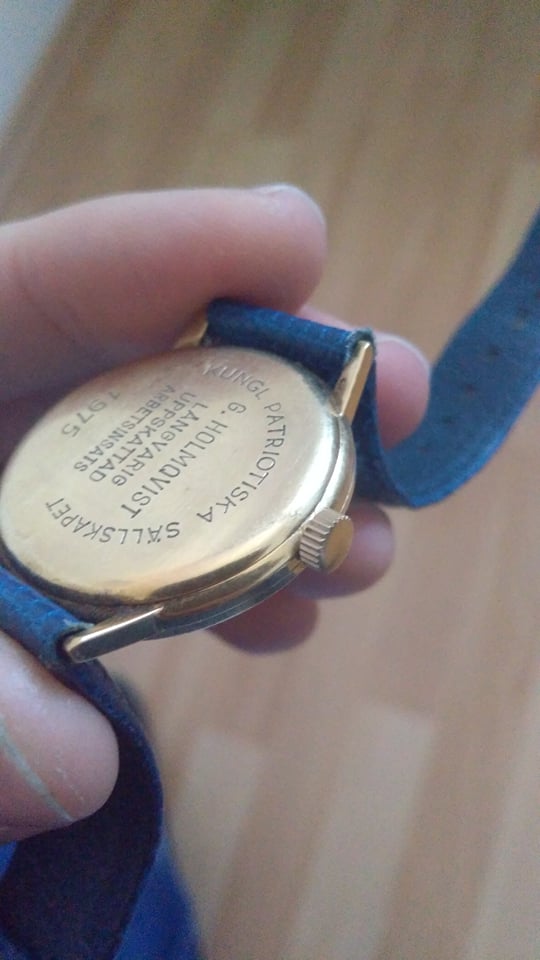 KUNGL PATRIOTISKA SÄLLSKAPET
G. HOLMQVIST
LÅNGVARIG
UPPSKATTAD
ARBETSINSATS
1975